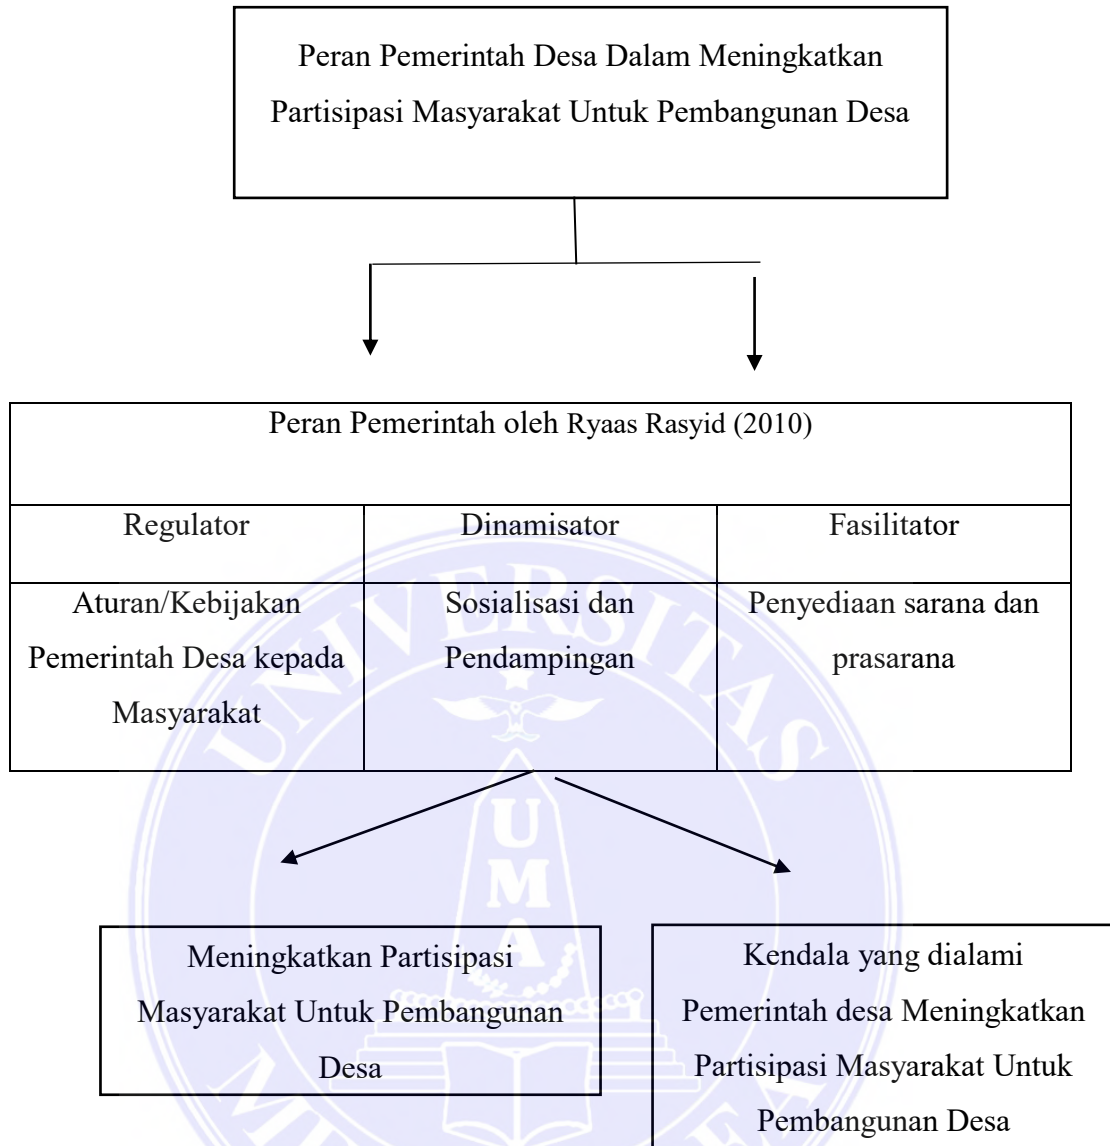 Peran Pemerintah Desa Dalam Meningkatkan
Partisipasi Masyarakat Untuk Pembangunan Desa
Peran Pemerintah oleh Ryaas Rasyid (2010)
Regulator
Dinamisator
Fasilitator
Aturan/Kebijakan
Pemerintah Desa kepada
Masyarakat
Sosialisasi dan
Pendampingan
Penyediaan sarana dan
prasarana
UNIVERSITAS
UMA
Meningkatkan Partisipasi
Masyarakat Untuk Pembangunan
Desa
Kendala yang dialami
Pemerintah desa Meningkatkan
Partisipasi Masyarakat Untuk
Pembangunan Desa